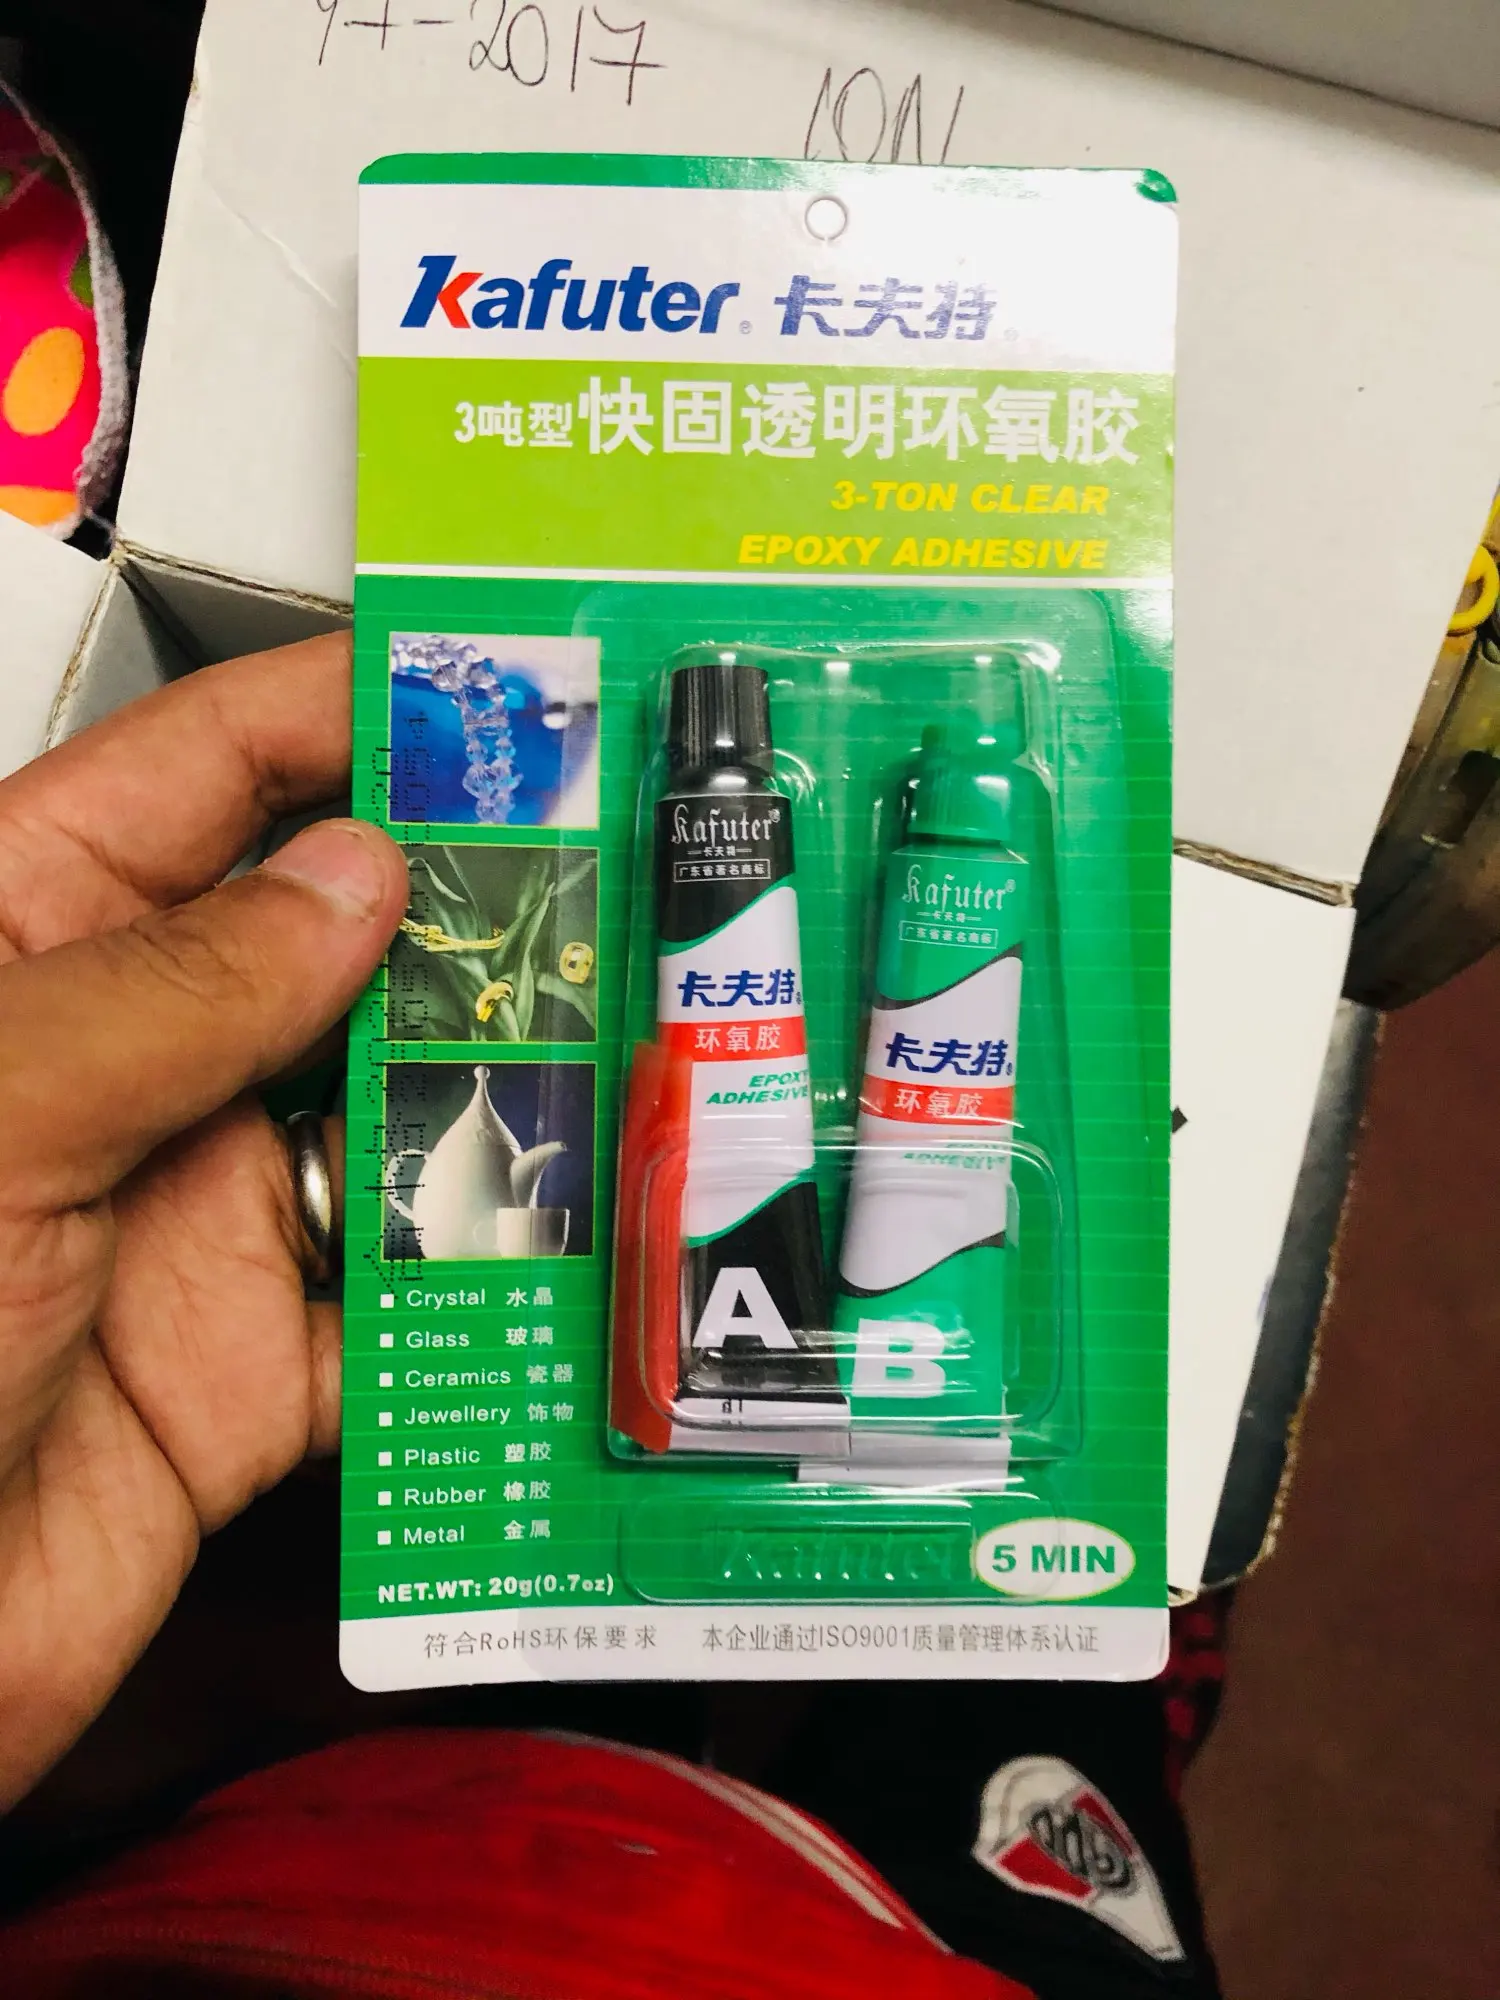 -2017
ION
Kafuter® 卡夫特®
3吨型快固透明环氧胶
3-TON CLEAR
EPOXY ADHESIVE
Kafuter®
卡夫特
广东省著名商标
卡夫特®
环氧胶
EPOXY
ADHESIVE
A
Kafuter®
卡夫特
广东省著名商标
卡夫特®
环氧胶
EPOXY
ADHESIVE
B
Crystal 水晶
Glass 玻璃
Ceramics 瓷器
Jewellery 饰物
Plastic 塑胶
Rubber 橡胶
Metal 金属
NET.WT: 20g(0.7oz)
Kafuter
5 MIN
符合RoHS环保要求 本企业通过ISO9001质量管理体系认证